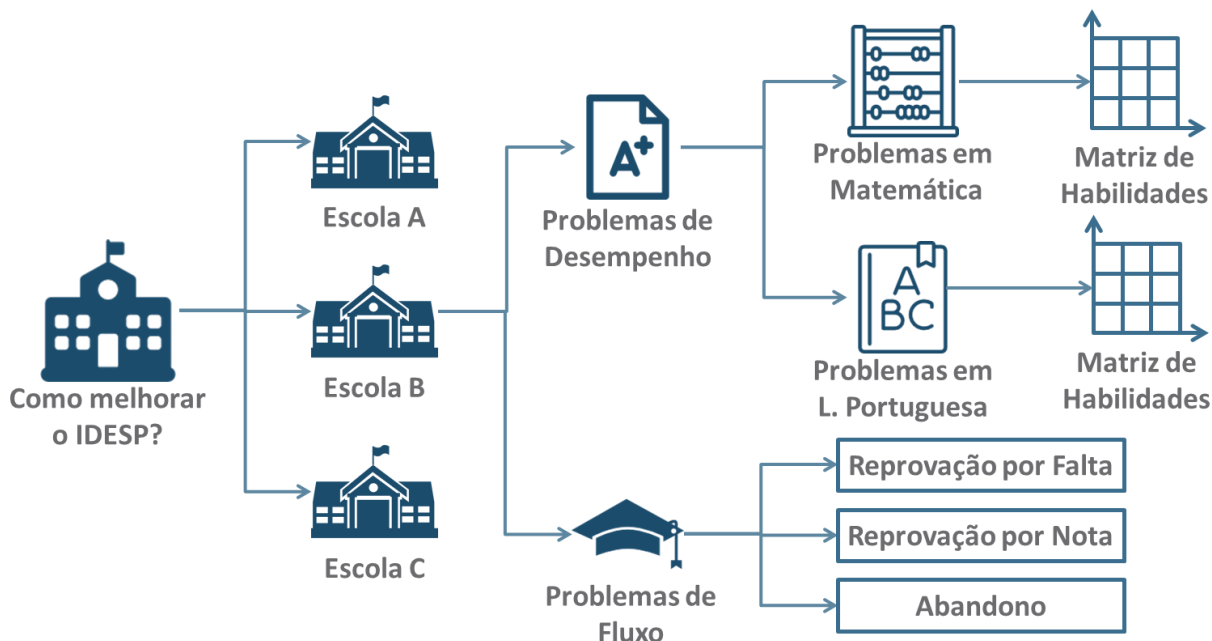 Como melhorar
o IDESP?
Escola A
Escola B
Escola C
A+
Problemas de
Desempenho
Problemas de
Fluxo
Problemas em
Matemática
Matriz de
Habilidades
A
BC
Problemas em
L. Portuguesa
Matriz de
Habilidades
Reprovação por Falta
Reprovação por Nota
Abandono